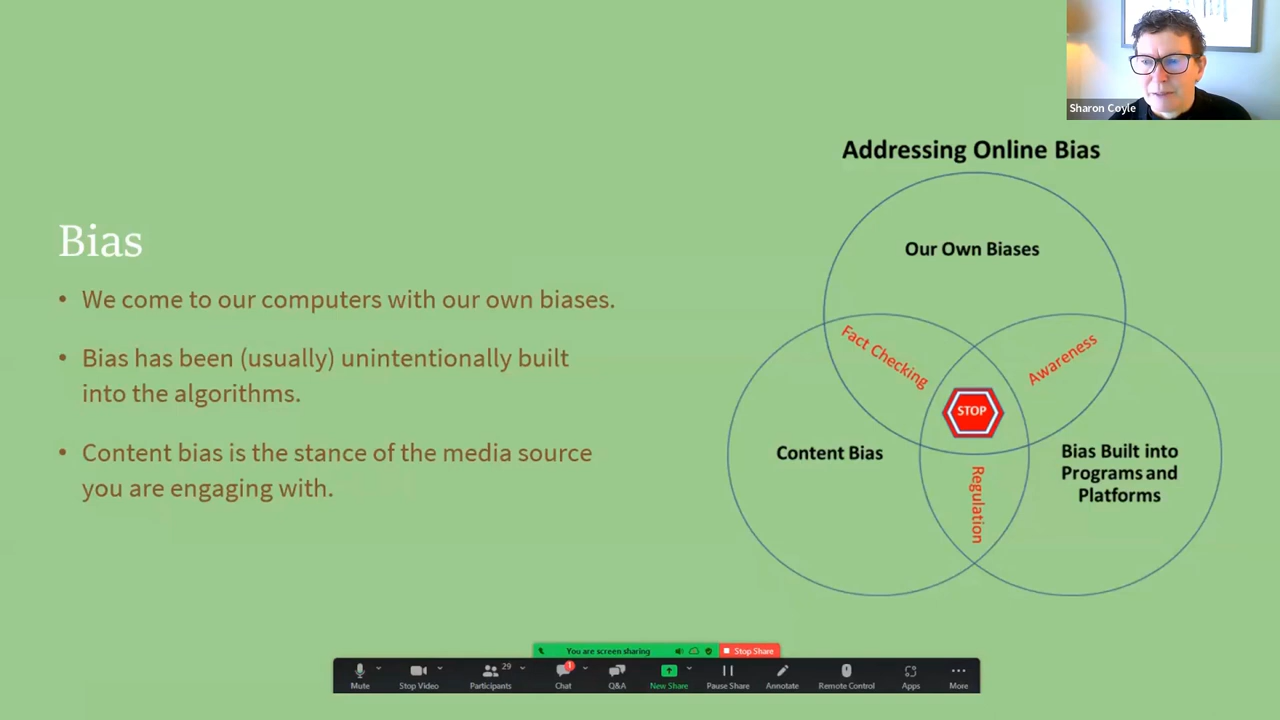 Sharon Coyle
Addressing Online Bias
Bias
• We come to our computers with our own biases.
• Bias has been (usually) unintentionally built
into the algorithms.
• Content bias is the stance of the media source
you are engaging with.
Our Own Biases
Fact Checking
Awareness
STOP
Content Bias
Bias Built into
Programs and
Platforms
Regulation
You are screen sharing
Stop Share
29
1
Mute
Stop Video
Participants
Chat
Q&A
New Share
Pause Share
Annotate
Remote Control
Apps
More